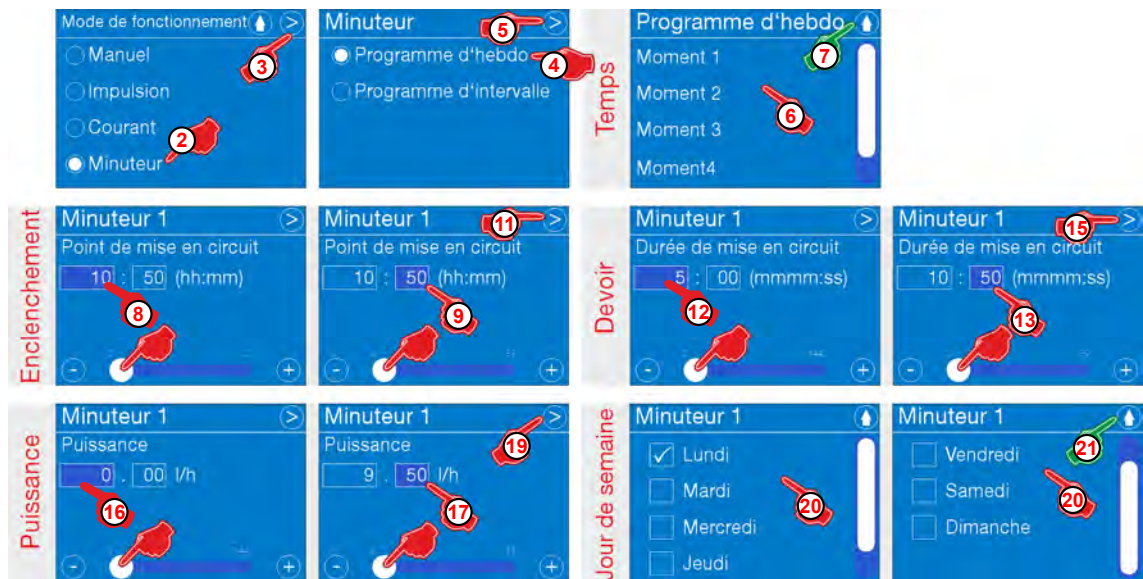 Mode de fonctionnement >
3
Manuel
Impulsion
Courant
2
Minuteur
Minuteur >
5
Programme d'hebdo
4
Programme d'intervalle
Temps
Programme d'hebdo
7
Moment 1
Moment 2
6
Moment 3
Moment4
Enclenchement
Minuteur 1 >
Point de mise en circuit
10 : 50 (hh:mm)
8
- +
Minuteur 1 >
11
Point de mise en circuit
10 : 50 (hh:mm)
9
- +
Devoir
Minuteur 1 >
Durée de mise en circuit
5 : 00 (mmmm:ss)
12
- +
Minuteur 1 >
15
Durée de mise en circuit
10 : 50 (mmmm:ss)
13
- +
Puissance
Minuteur 1 >
Puissance
0 . 00 l/h
16
- +
Minuteur 1 >
19
Puissance
9 . 50 l/h
17
- +
Jour de semaine
Minuteur 1
Lundi
Mardi
20
Mercredi
Jeudi
Minuteur 1
21
Vendredi
Samedi
20
Dimanche